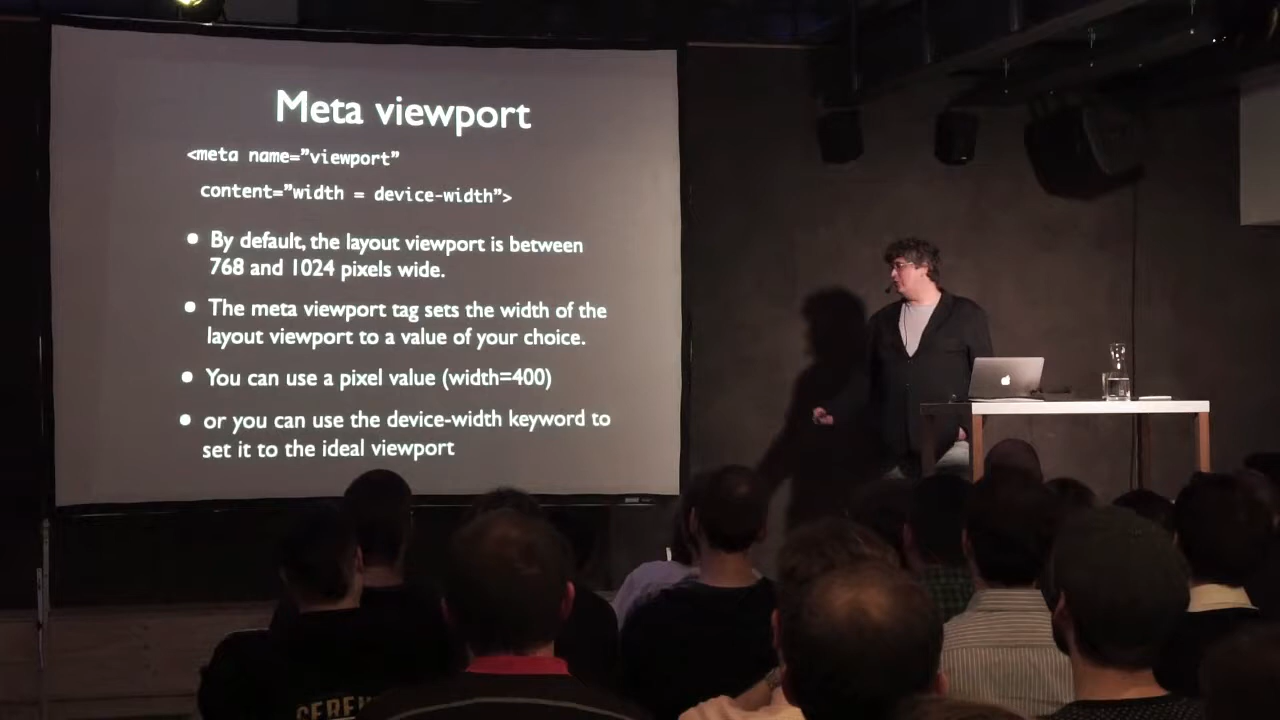 Meta viewport
<meta name=”viewport”
content=”width = device-width”>
• By default, the layout viewport is between
768 and 1024 pixels wide.
• The meta viewport tag sets the width of the
layout viewport to a value of your choice.
• You can use a pixel value (width=400)
• or you can use the device-width keyword to
set it to the ideal viewport